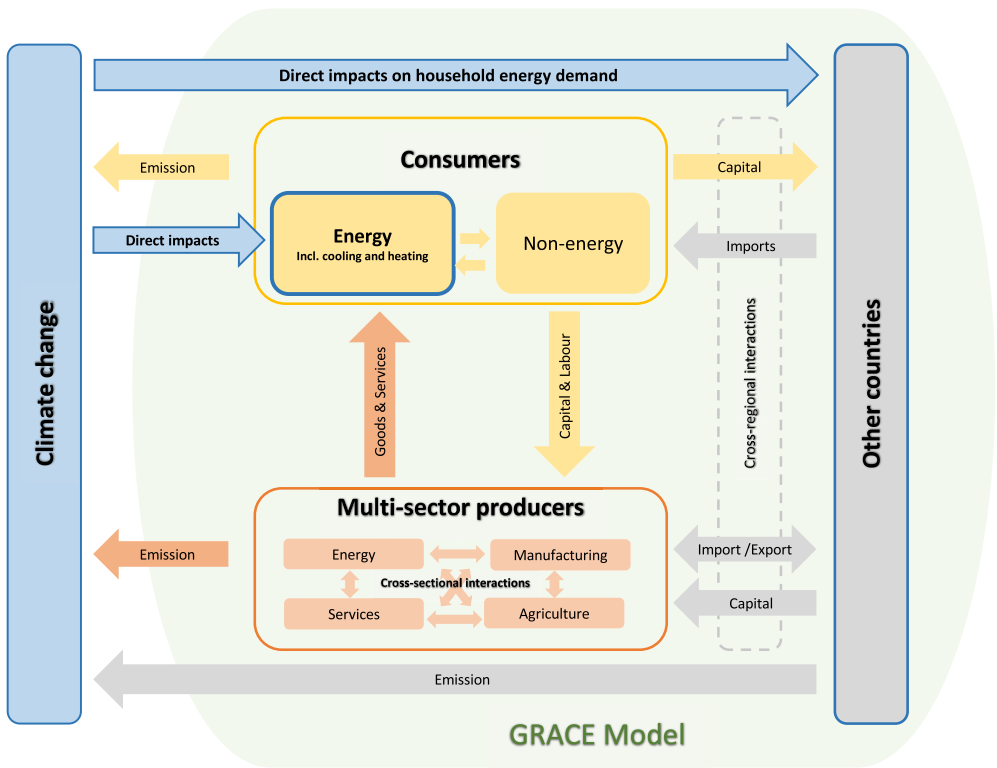 Direct impacts on household energy demand
Consumers
Emission
Capital
Direct impacts
Energy
Incl. cooling and heating
Non-energy
Imports
Climate change
Goods & Services
Capital & Labour
Cross-regional interactions
Other countries
Multi-sector producers
Emission
Energy
Manufacturing
Import /Export
Cross-sectional interactions
Services
Agriculture
Capital
Emission
GRACE Model